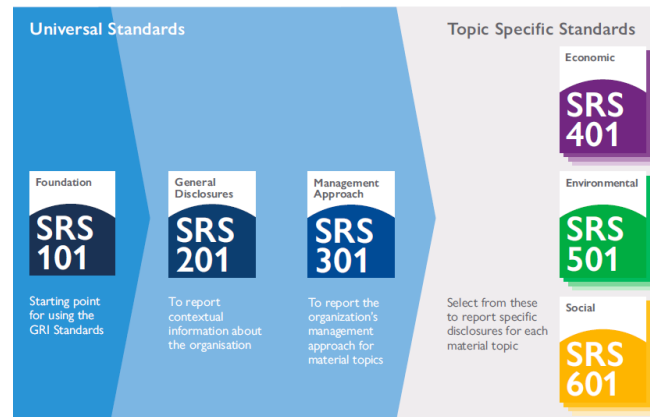 Universal Standards
Topic Specific Standards
Economic
SRS
401
Foundation
SRS
101
Starting point
for using the
GRI Standards
General
Disclosures
SRS
201
To report
contextual
information about
the organisation
Management
Approach
SRS
301
To report the
organization's
management
approach for
material topics
Environmental
SRS
501
Select from these
to report specific
disclosures for each
material topic
Social
SRS
601